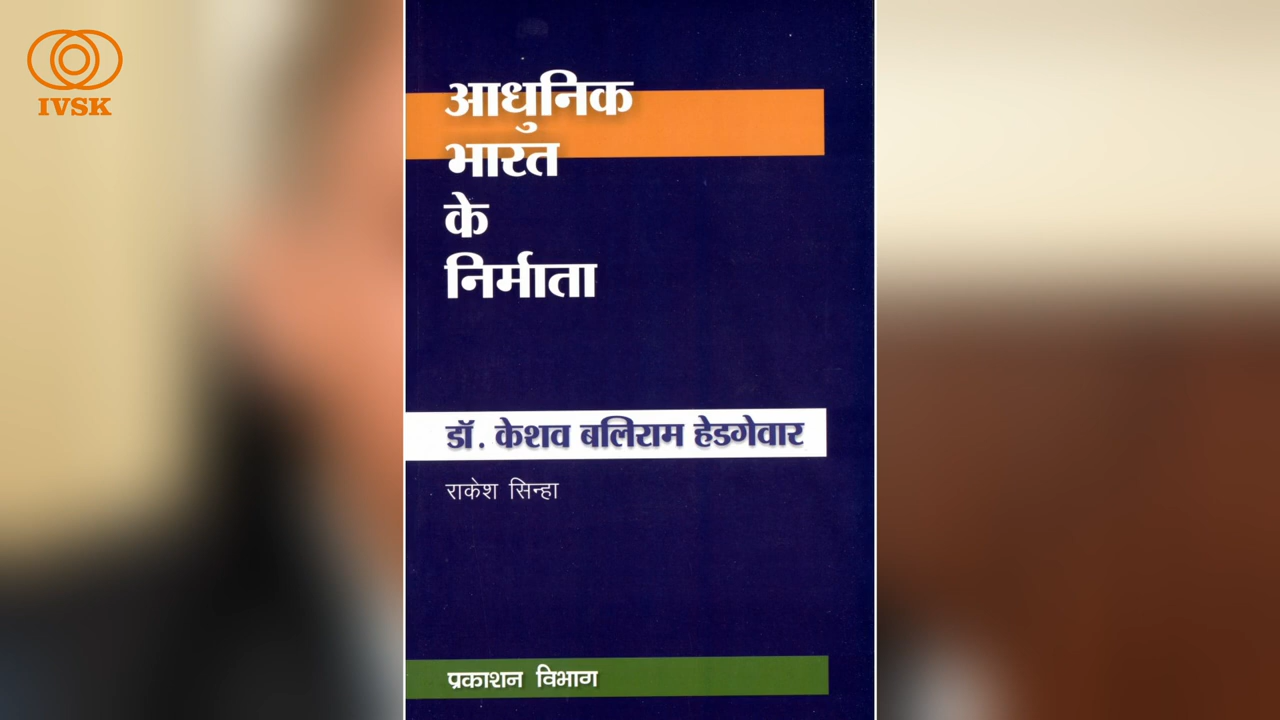 IVSK
आधुनिक
भारत
के
निर्माता
डॉ. केशव बलिराम हेडगेवार
राकेश सिन्हा
प्रकाशन विभाग